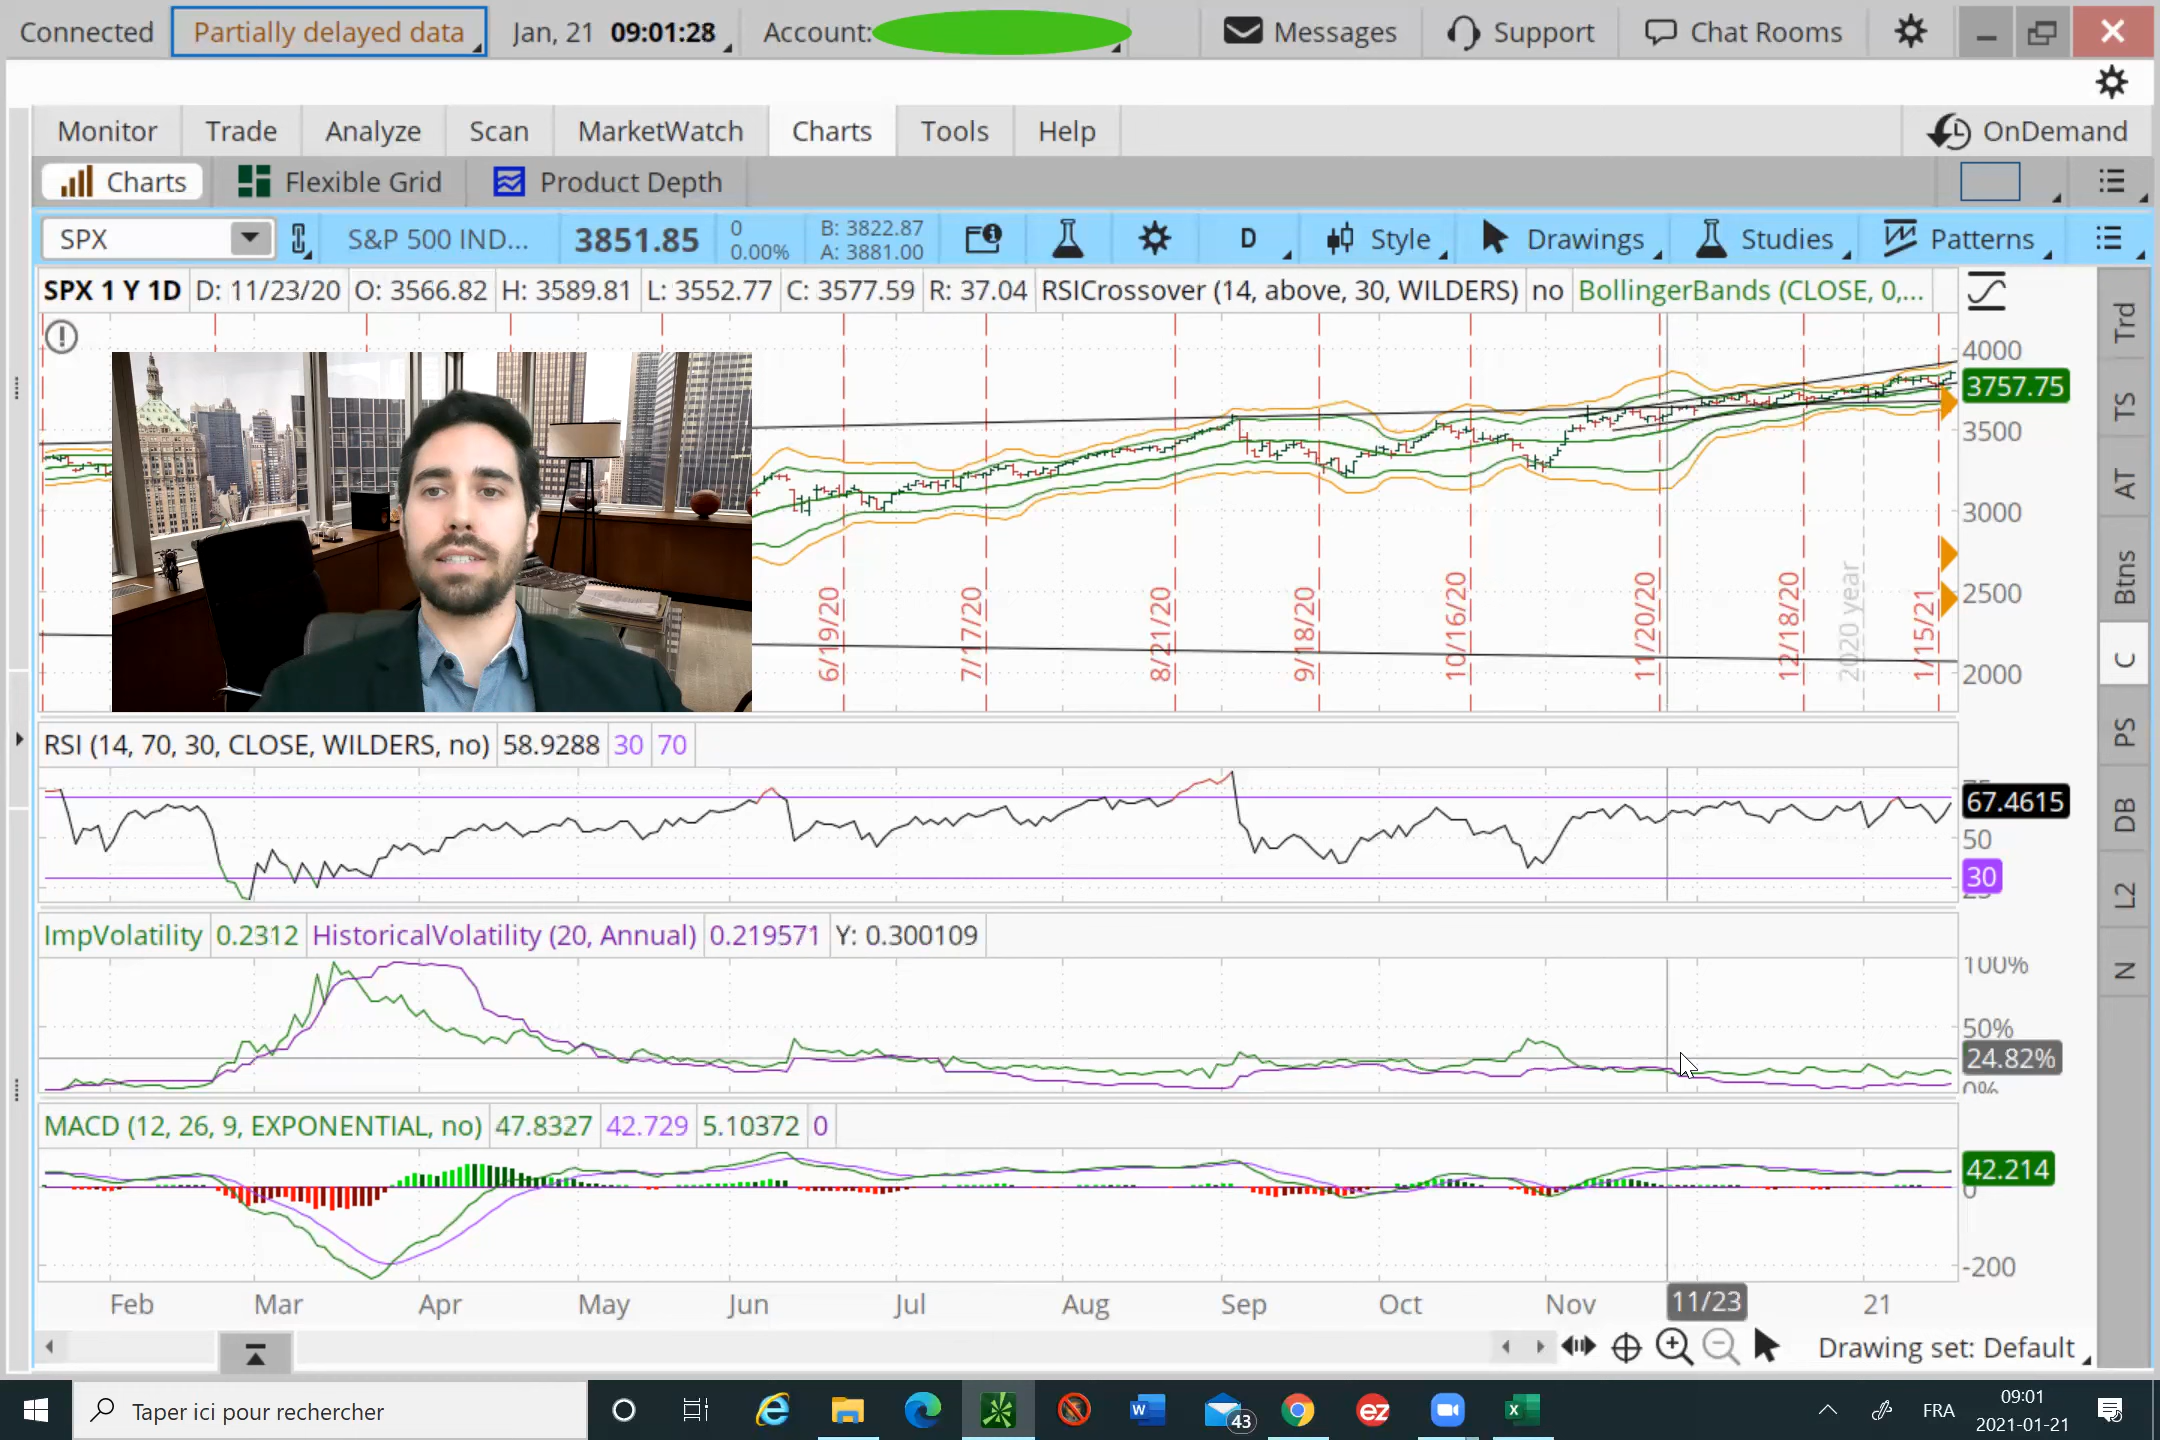 Connected Partially delayed data Jan, 21 09:01:28 Account: Messages Support Chat Rooms
Monitor Trade Analyze Scan MarketWatch Charts Tools Help OnDemand
Charts Flexible Grid Product Depth
SPX S&P 500 IND... 3851.85 0 0.00% B: 3822.87 A: 3881.00 D Style Drawings Studies Patterns
SPX 1 Y 1D D: 11/23/20 O: 3566.82 H: 3589.81 L: 3552.77 C: 3577.59 R: 37.04 RSICrossover (14, above, 30, WILDERS) no BollingerBands (CLOSE, 0,...
4000
3757.75
3500
3000
2500
2000
6/19/20 7/17/20 8/21/20 9/18/20 10/16/20 11/20/20 12/18/20 2020 year 1/15/21
Trd
TS
AT
Btns
C
PS
DB
L2
N
RSI (14, 70, 30, CLOSE, WILDERS, no) 58.9288 30 70
67.4615
50
30
ImpVolatility 0.2312 HistoricalVolatility (20, Annual) 0.219571 Y: 0.300109
100%
50%
24.82%
0%
MACD (12, 26, 9, EXPONENTIAL, no) 47.8327 42.729 5.10372 0
42.214
0
-200
Feb Mar Apr May Jun Jul Aug Sep Oct Nov 11/23 21
Drawing set: Default
Taper ici pour rechercher 43 FRA 09:01
2021-01-21